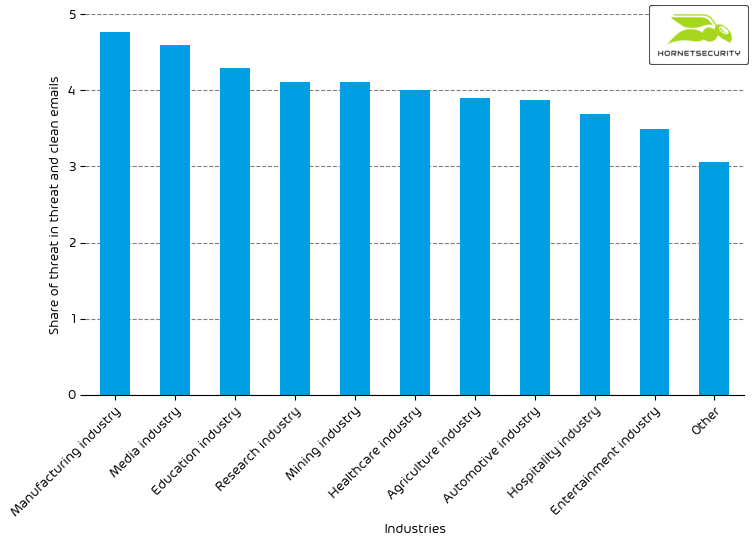 HORNETSECURITY
Share of threat in threat and clean emails
5
4
3
2
1
0
Manufacturing industry
Media industry
Education industry
Research industry
Mining industry
Healthcare industry
Agriculture industry
Automotive industry
Hospitality industry
Entertainment industry
Other
Industries